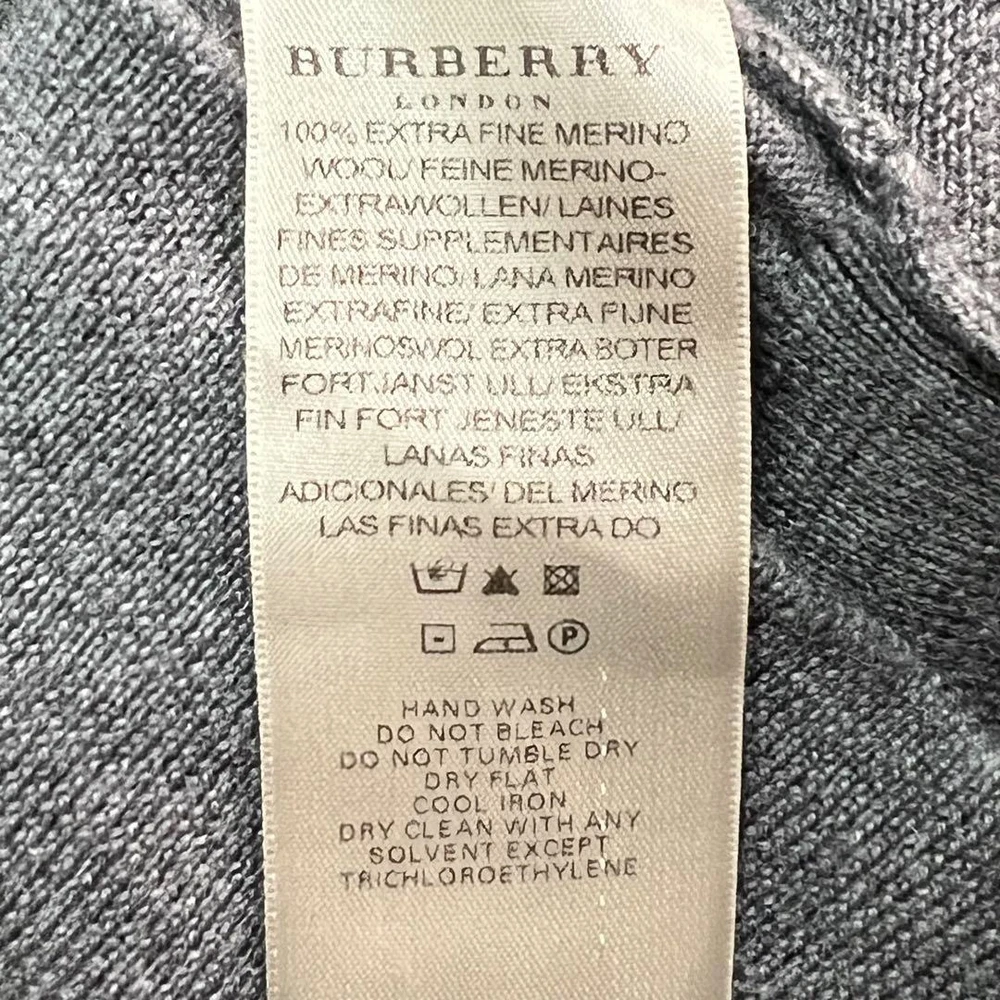 BURBERRY
LONDON
100% EXTRA FINE MERINO
WOOL/ FEINE MERINO-
EXTRAWOLLEN/ LAINES
FINES SUPPLEMENTAIRES
DE MERINO/ LANA MERINO
EXTRAFINE/ EXTRA FIJNE
MERINOSWOL EXTRA BOTER
FORTJANST ULL/ EKSTRA
FIN FORT JENESTE ULL/
LANAS FINAS
ADICIONALES/ DEL MERINO
LAS FINAS EXTRA DO
P
HAND WASH
DO NOT BLEACH
DO NOT TUMBLE DRY
DRY FLAT
COOL IRON
DRY CLEAN WITH ANY
SOLVENT EXCEPT
TRICHLOROETHYLENE